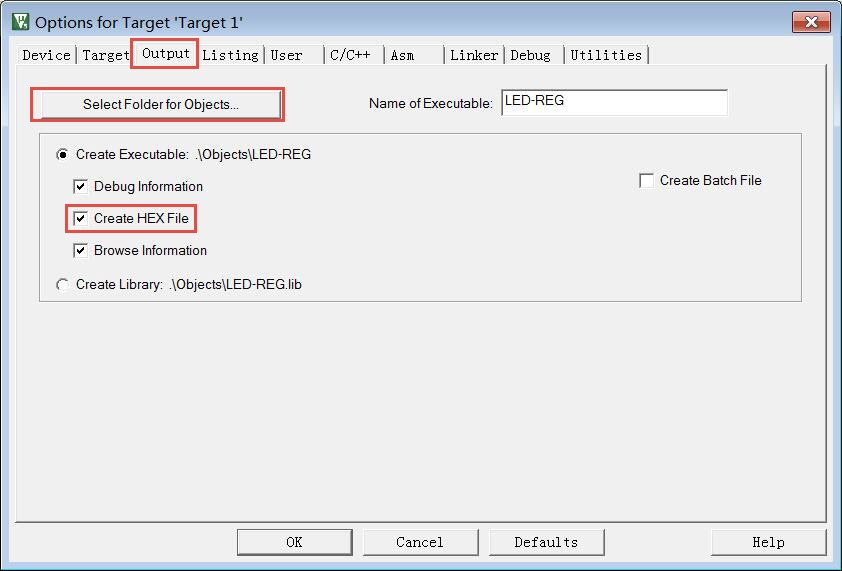 Options for Target 'Target 1'
Device Target Output Listing User C/C++ Asm Linker Debug Utilities
Select Folder for Objects... Name of Executable: LED-REG
Create Executable: .\Objects\LED-REG
Debug Information Create Batch File
Create HEX File
Browse Information
Create Library: .\Objects\LED-REG.lib
OK Cancel Defaults Help